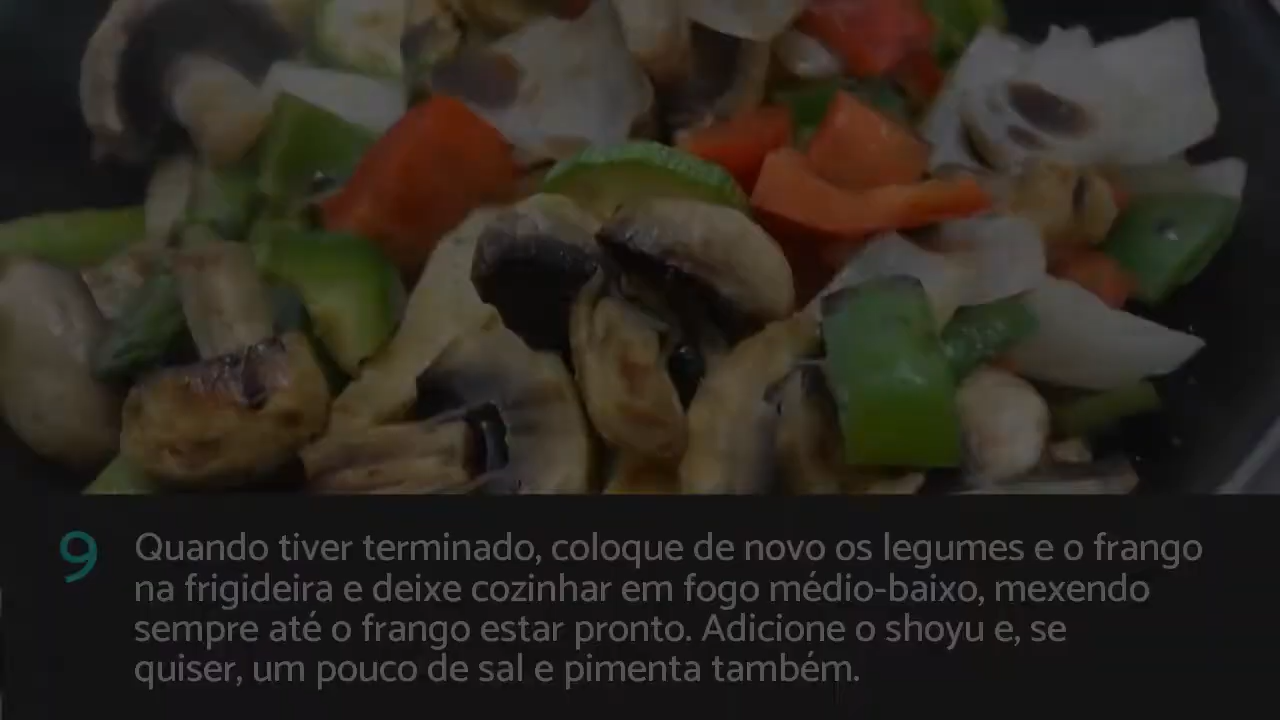 9 Quando tiver terminado, coloque de novo os legumes e o frango
na frigideira e deixe cozinhar em fogo médio-baixo, mexendo
sempre até o frango estar pronto. Adicione o shoyu e, se
quiser, um pouco de sal e pimenta também.